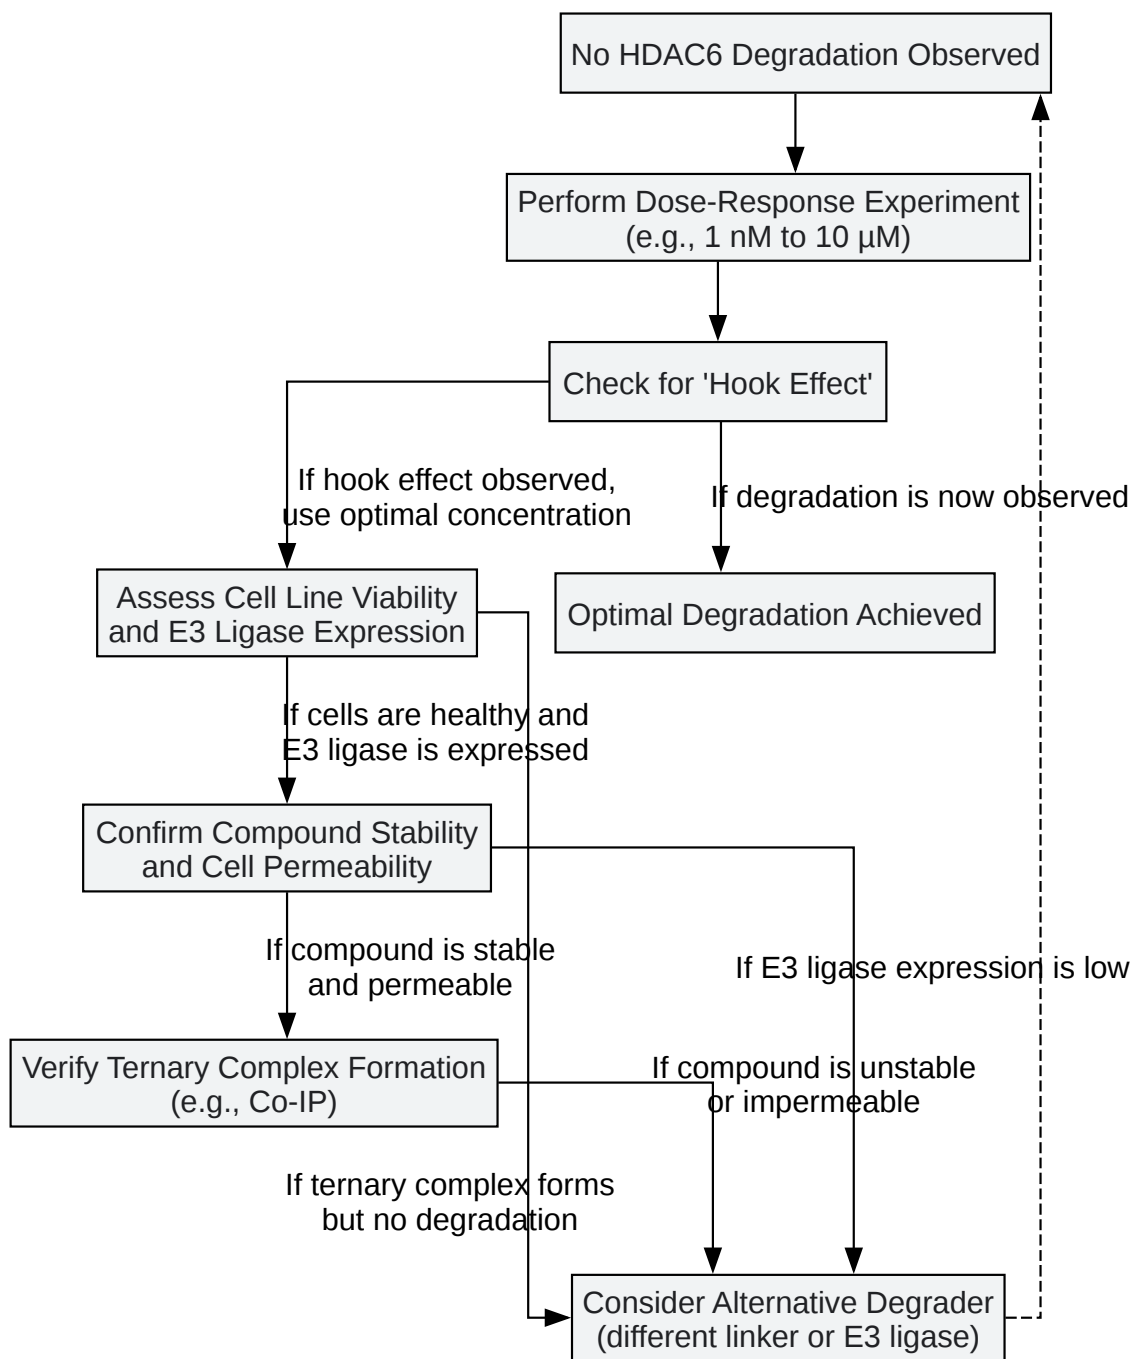 No HDAC6 Degradation Observed
Perform Dose-Response Experiment
(e.g., 1 nM to 10 µM)
Check for 'Hook Effect'
If hook effect observed,
use optimal concentration
If degradation is now observed
Assess Cell Line Viability
and E3 Ligase Expression
Optimal Degradation Achieved
If cells are healthy and
E3 ligase is expressed
Confirm Compound Stability
and Cell Permeability
If compound is stable
and permeable
If E3 ligase expression is low
Verify Ternary Complex Formation
(e.g., Co-IP)
If compound is unstable
or impermeable
If ternary complex forms
but no degradation
Consider Alternative Degrader
(different linker or E3 ligase)